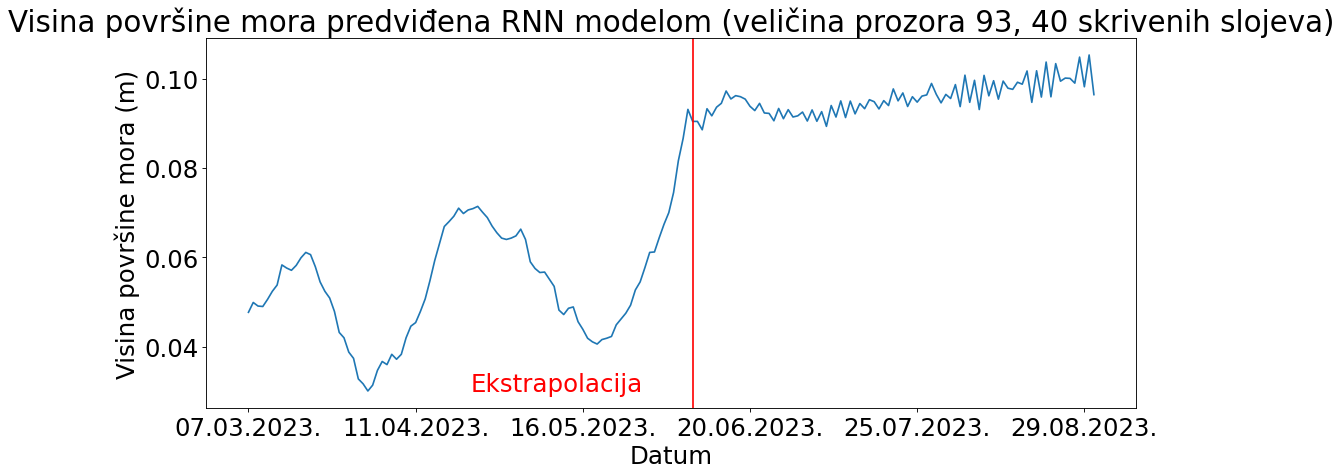 Visina površine mora predviđena RNN modelom (veličina prozora 93, 40 skrivenih slojeva)
Visina površine mora (m)
0.10
0.08
0.06
0.04
Ekstrapolacija
07.03.2023. 11.04.2023. 16.05.2023. 20.06.2023. 25.07.2023. 29.08.2023.
Datum